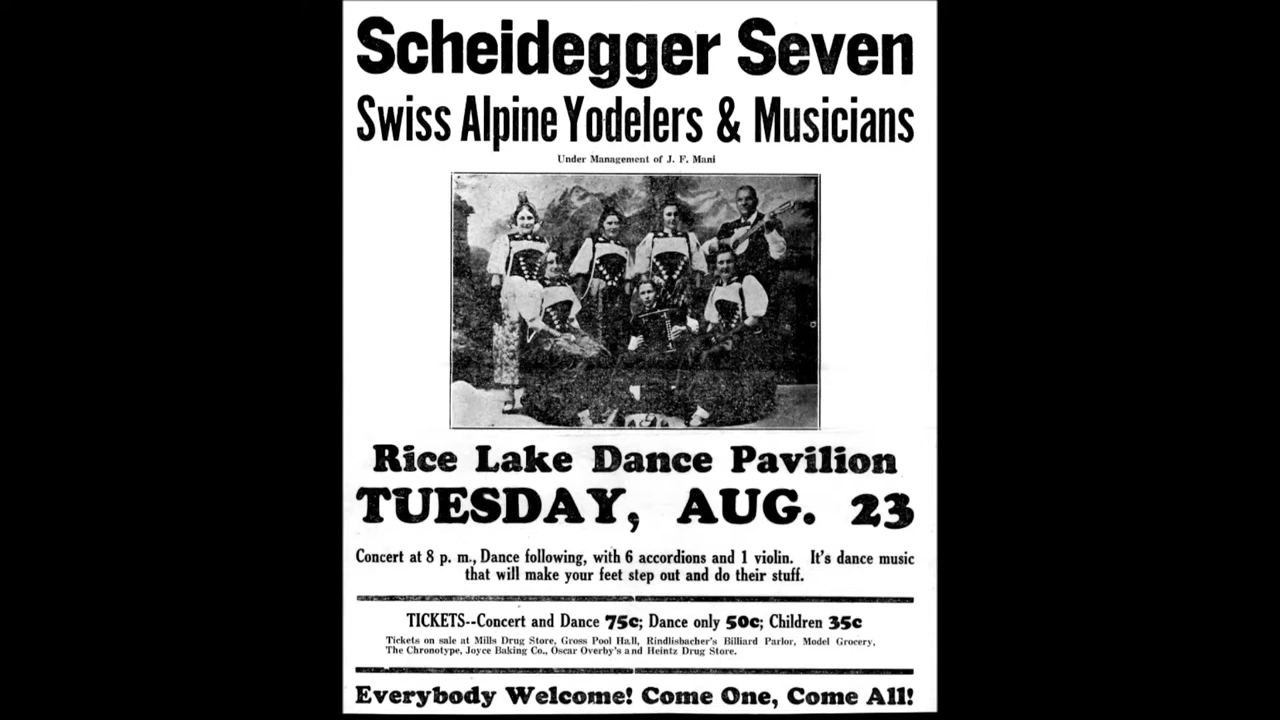 Scheidegger Seven
Swiss Alpine Yodelers & Musicians
Under Management of J. F. Mani
Rice Lake Dance Pavilion
TUESDAY, AUG. 23
Concert at 8 p. m., Dance following, with 6 accordions and 1 violin. It's dance music
that will make your feet step out and do their stuff.
TICKETS--Concert and Dance 75c; Dance only 50c; Children 35c
Tickets on sale at Mills Drug Store, Gross Pool Hall, Rindlisbacher's Billiard Parlor, Model Grocery,
The Chronotype, Joyce Baking Co., Oscar Overby's and Heintz Drug Store.
Everybody Welcome! Come One, Come All!